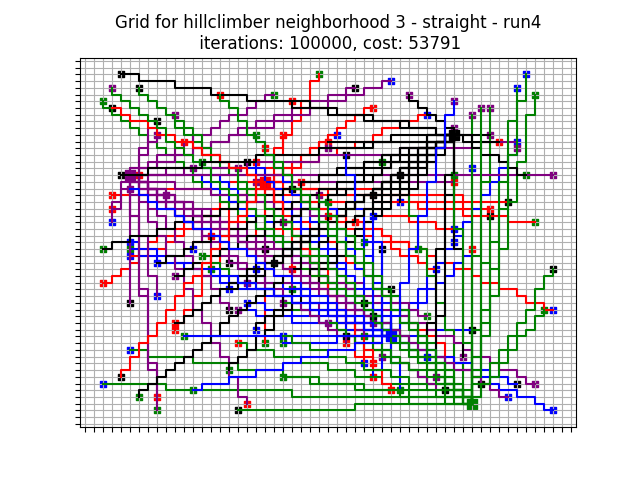 Grid for hillclimber neighborhood 3 - straight - run4
iterations: 100000, cost: 53791